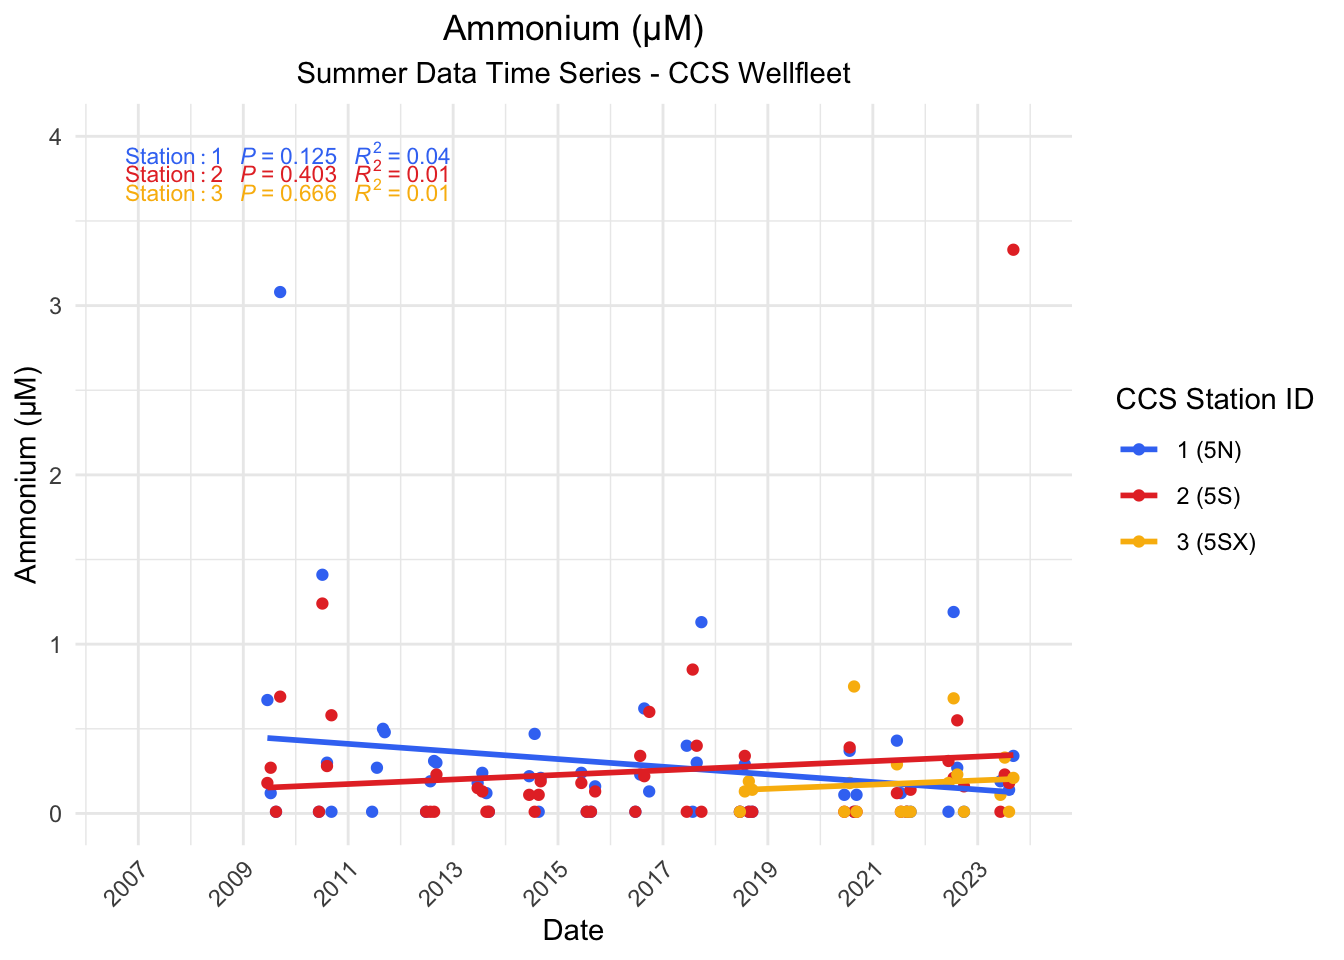 Ammonium (µM)
Summer Data Time Series - CCS Wellfleet
Station : 1 P = 0.125 R² = 0.04
Station : 2 P = 0.403 R² = 0.01
Station : 3 P = 0.666 R² = 0.01
Ammonium (µM)
4
3
2
1
0
2007
2009
2011
2013
2015
2017
2019
2021
2023
Date
CCS Station ID
1 (5N)
2 (5S)
3 (5SX)